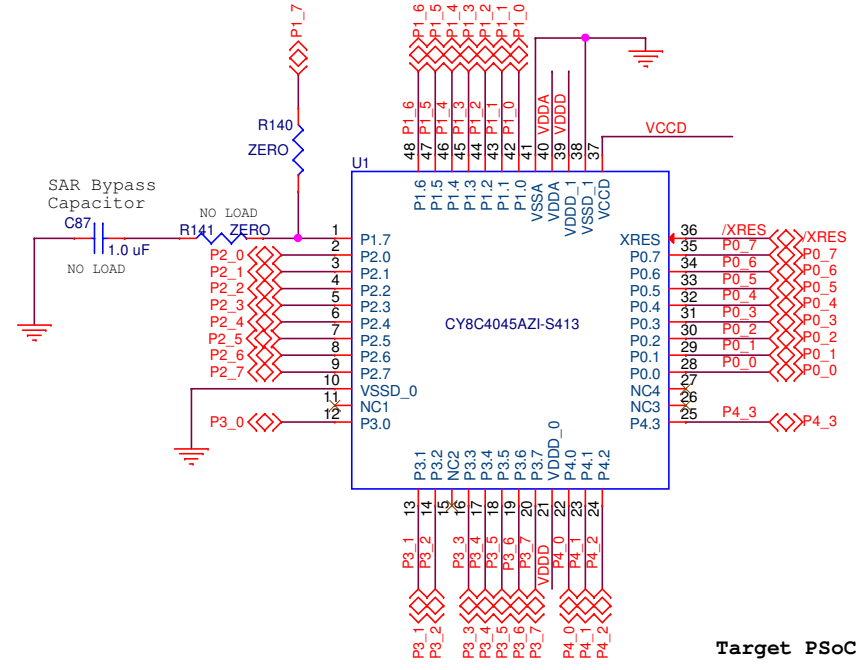 P1_7
P1_6
P1_5
P1_4
P1_3
P1_2
P1_1
P1_0
R140
ZERO
P1_6
P1_5
P1_4
P1_3
P1_2
P1_1
P1_0
VDDA
VDDD
VCCD
48
47
46
45
44
43
42
41
40
39
38
37
U1
P1.6
P1.5
P1.4
P1.3
P1.2
P1.1
P1.0
VSSA
VDDA
VDDD_1
VSSD_1
VCCD
SAR Bypass
Capacitor
C87
1.0 uF
NO LOAD
NO LOAD
R141 ZERO
1 P1.7
P2_0 2 P2.0
P2_1 3 P2.1
P2_2 4 P2.2
P2_3 5 P2.3
P2_4 6 P2.4
P2_5 7 P2.5
P2_6 8 P2.6
P2_7 9 P2.7
10 VSSD_0
11 NC1
P3_0 12 P3.0
CY8C4045AZI-S413
XRES 36 /XRES /XRES
P0.7 35 P0_7 P0_7
P0.6 34 P0_6 P0_6
P0.5 33 P0_5 P0_5
P0.4 32 P0_4 P0_4
P0.3 31 P0_3 P0_3
P0.2 30 P0_2 P0_2
P0.1 29 P0_1 P0_1
P0.0 28 P0_0 P0_0
NC4 27
NC3 26
P4.3 25 P4_3 P4_3
P3.1
P3.2
NC2
P3.3
P3.4
P3.5
P3.6
P3.7
VDDD_0
P4.0
P4.1
P4.2
13
14
15
16
17
18
19
20
21
22
23
24
P3_1
P3_2
P3_3
P3_4
P3_5
P3_6
P3_7
VDDD
P4_0
P4_1
P4_2
P3_1
P3_2
P3_3
P3_4
P3_5
P3_6
P3_7
P4_0
P4_1
P4_2
Target PSoC